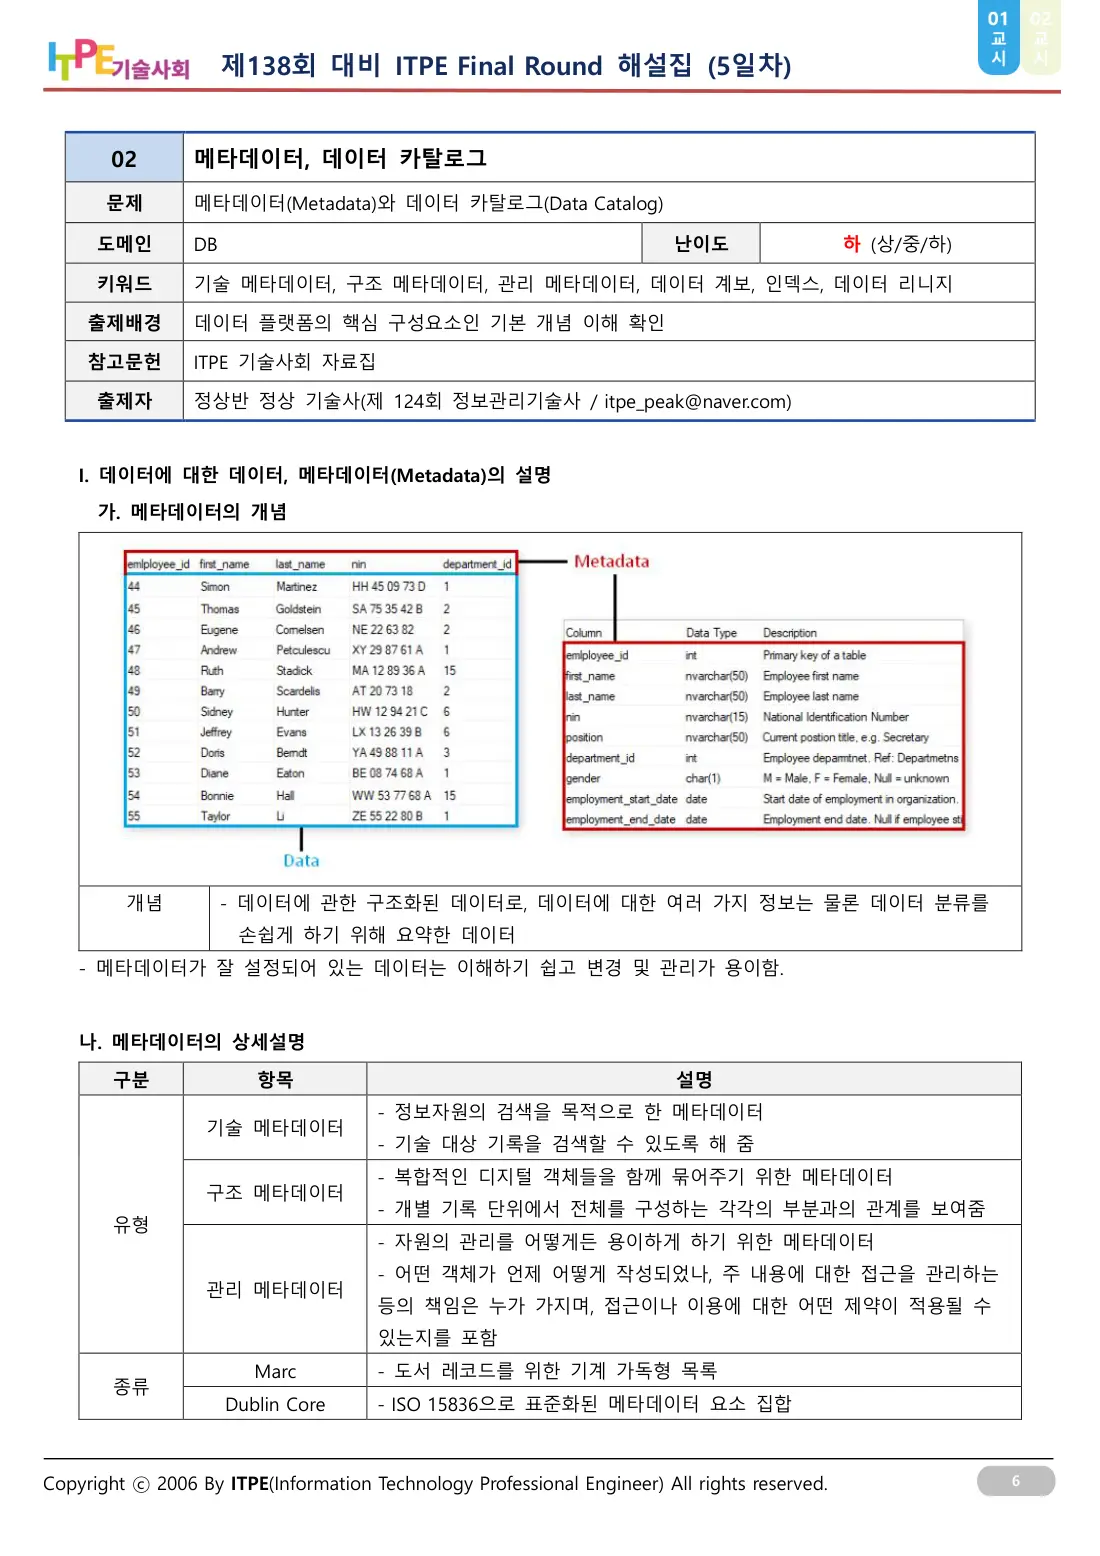 ITPE기술사회 제138회 대비 ITPE Final Round 해설집 (5일차)
01 교시
02 교시
02 메타데이터, 데이터 카탈로그
문제 메타데이터(Metadata)와 데이터 카탈로그(Data Catalog)
도메인 DB 난이도 하 (상/중/하)
키워드 기술 메타데이터, 구조 메타데이터, 관리 메타데이터, 데이터 계보, 인덱스, 데이터 리니지
출제배경 데이터 플랫폼의 핵심 구성요소인 기본 개념 이해 확인
참고문헌 ITPE 기술사회 자료집
출제자 정상반 정상 기술사(제 124회 정보관리기술사 / itpe_peak@naver.com)
I. 데이터에 대한 데이터, 메타데이터(Metadata)의 설명
가. 메타데이터의 개념
emlployee_id first_name last_name nin department_id
44 Simon Martinez HH 45 09 73 D 1
45 Thomas Goldstein SA 75 35 42 B 2
46 Eugene Comelsen NE 22 63 82 2
47 Andrew Petculescu XY 29 87 61 A 1
48 Ruth Stadick MA 12 89 36 A 15
49 Barry Scardelis AT 20 73 18 2
50 Sidney Hunter HW 12 94 21 C 6
51 Jeffrey Evans LX 13 26 39 B 6
52 Doris Berndt YA 49 88 11 A 3
53 Diane Eaton BE 08 74 68 A 1
54 Bonnie Hall WW 53 77 68 A 15
55 Taylor Li ZE 55 22 80 B 1
Data
Metadata
Column Data Type Description
emlployee_id int Primary key of a table
first_name nvarchar(50) Employee first name
last_name nvarchar(50) Employee last name
nin nvarchar(15) National Identification Number
position nvarchar(50) Current postion title, e.g. Secretary
department_id int Employee depamtnet. Ref: Departmetns
gender char(1) M = Male, F = Female, Null = unknown
employment_start_date date Start date of employment in organization.
employment_end_date date Employment end date. Null if employee sti
개념 - 데이터에 관한 구조화된 데이터로, 데이터에 대한 여러 가지 정보는 물론 데이터 분류를
손쉽게 하기 위해 요약한 데이터
- 메타데이터가 잘 설정되어 있는 데이터는 이해하기 쉽고 변경 및 관리가 용이함.
나. 메타데이터의 상세설명
구분 항목 설명
유형
기술 메타데이터
- 정보자원의 검색을 목적으로 한 메타데이터
- 기술 대상 기록을 검색할 수 있도록 해 줌
구조 메타데이터
- 복합적인 디지털 객체들을 함께 묶어주기 위한 메타데이터
- 개별 기록 단위에서 전체를 구성하는 각각의 부분과의 관계를 보여줌
관리 메타데이터
- 자원의 관리를 어떻게든 용이하게 하기 위한 메타데이터
- 어떤 객체가 언제 어떻게 작성되었나, 주 내용에 대한 접근을 관리하는
등의 책임은 누가 가지며, 접근이나 이용에 대한 어떤 제약이 적용될 수
있는지를 포함
종류
Marc - 도서 레코드를 위한 기계 가독형 목록
Dublin Core - ISO 15836으로 표준화된 메타데이터 요소 집합
Copyright ⓒ 2006 By ITPE(Information Technology Professional Engineer) All rights reserved.
6